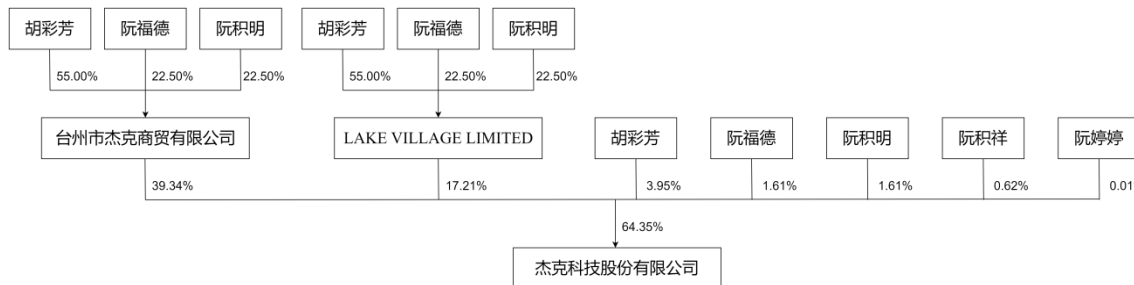 胡彩芳 阮福德 阮积明 胡彩芳 阮福德 阮积明
55.00% 22.50% 22.50% 55.00% 22.50% 22.50%
台州市杰克商贸有限公司 LAKE VILLAGE LIMITED 胡彩芳 阮福德 阮积明 阮积祥 阮婷婷
39.34% 17.21% 3.95% 1.61% 1.61% 0.62% 0.01
64.35%
杰克科技股份有限公司